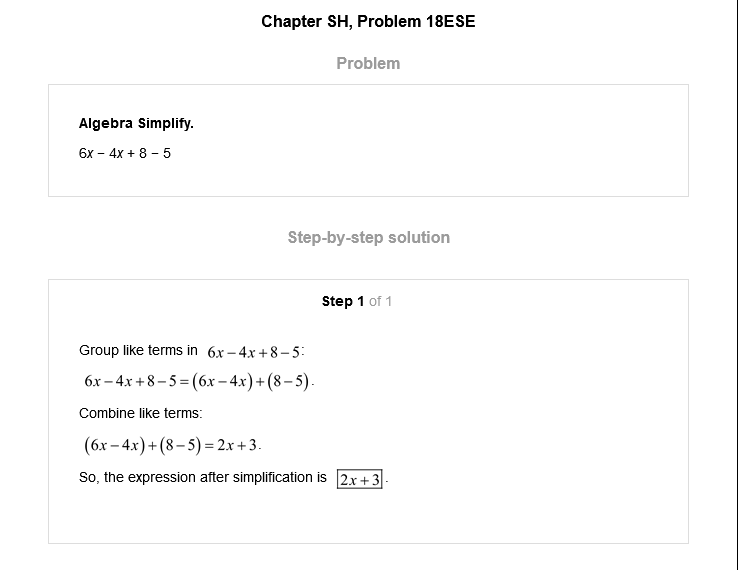 Chapter SH, Problem 18ESE
Problem
Algebra Simplify.
6x − 4x + 8 − 5
Step-by-step solution
Step 1 of 1
Group like terms in 6x−4x+8−5:
6x−4x+8−5=(6x−4x)+(8−5).
Combine like terms:
(6x−4x)+(8−5)=2x+3.
So, the expression after simplification is 2x+3.